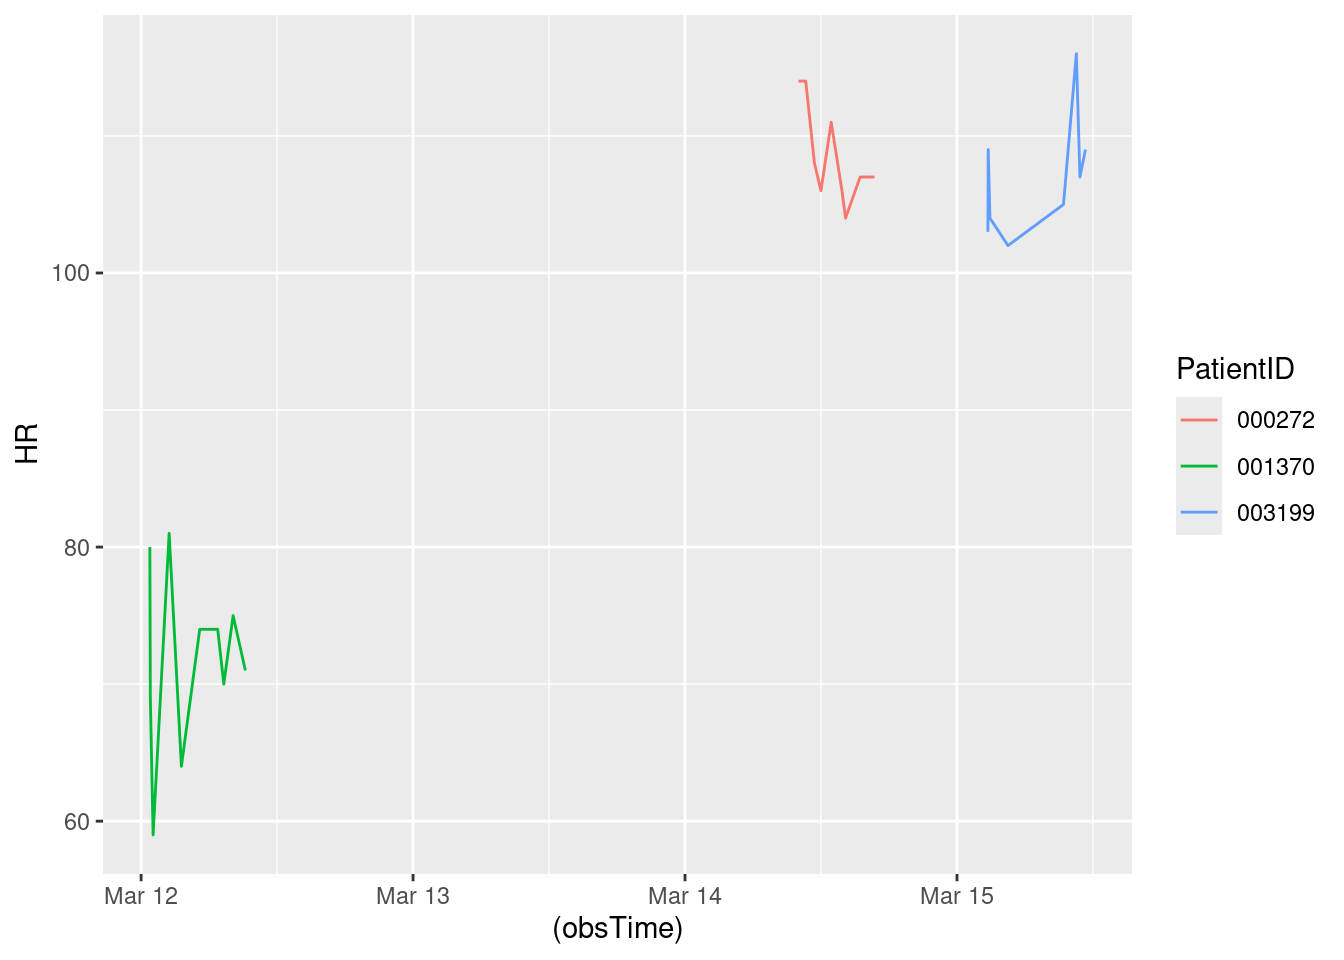 100
80
60
HR
Mar 12
Mar 13
Mar 14
Mar 15
(obsTime)
PatientID
000272
001370
003199